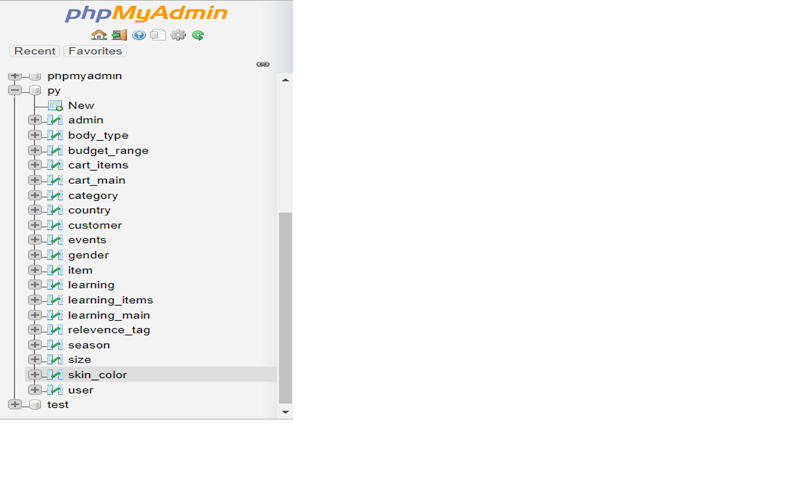 phpMyAdmin
Recent Favorites
phpmyadmin
py
New
admin
body_type
budget_range
cart_items
cart_main
category
country
customer
events
gender
item
learning
learning_items
learning_main
relevence_tag
season
size
skin_color
user
test